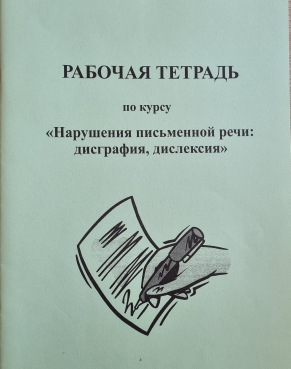 РАБОЧАЯ ТЕТРАДЬ
по курсу
«Нарушения письменной речи:
дисграфия, дислексия»